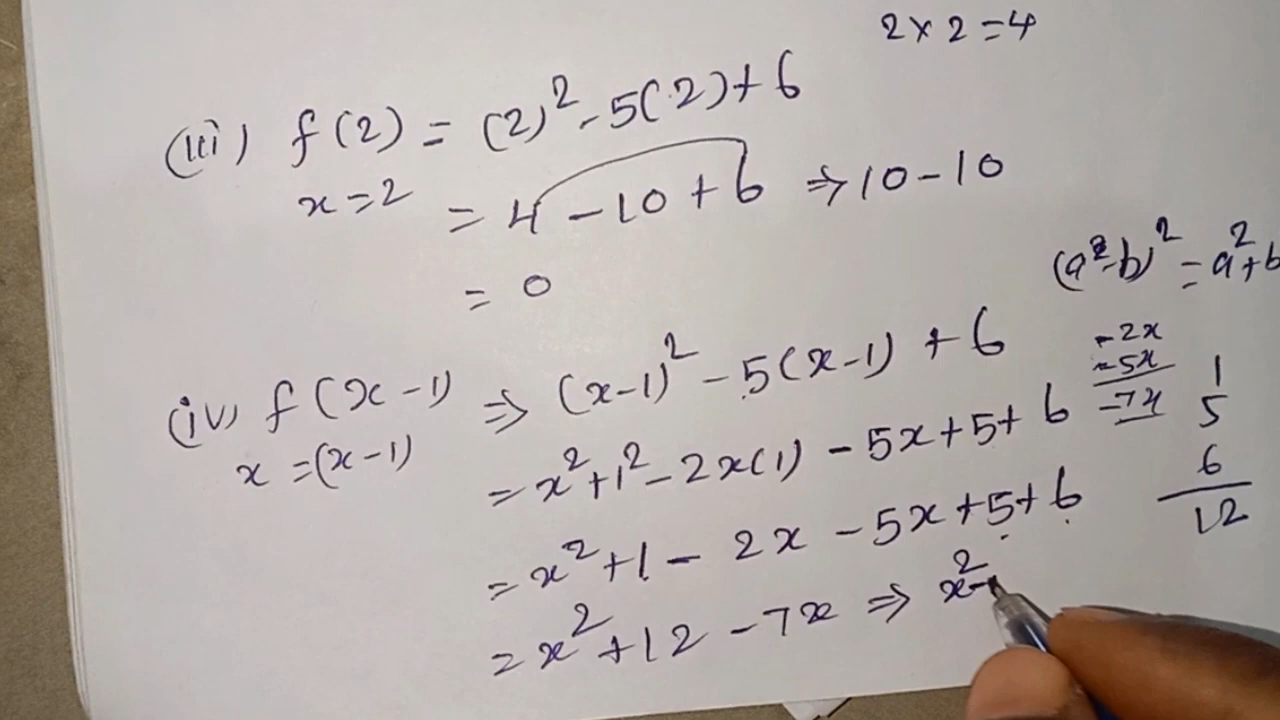 2 × 2 = 4
(iii) f(2) = (2)² - 5(2) + 6
x = 2 = 4 - 10 + 6 ⇒ 10 - 10
= 0
(a²-b)² = a² + b
(iv) f(x-1) ⇒ (x-1)² - 5(x-1) + 6
x = (x-1)
= x² + 1² - 2x(1) - 5x + 5 + 6
= x² + 1 - 2x - 5x + 5 + 6
= x² + 12 - 7x ⇒ x² -
-2x
-5x
-7x
1
5
6
12